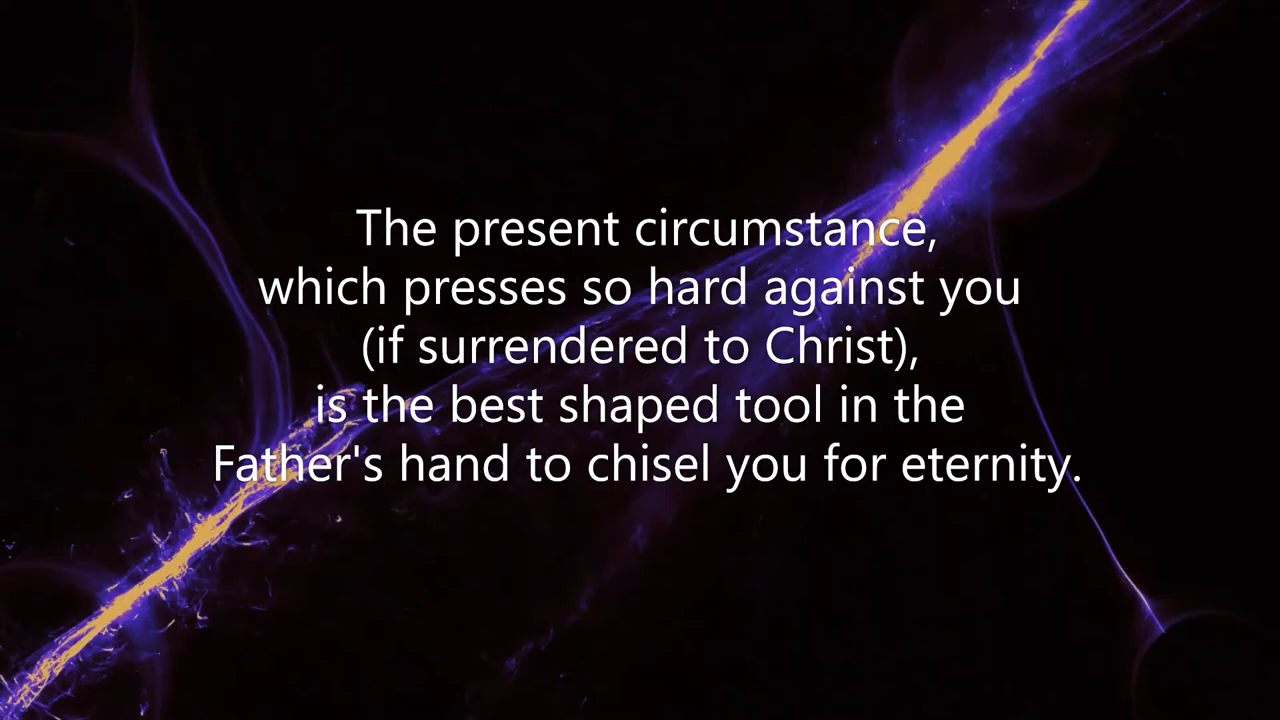 The present circumstance,
which presses so hard against you
(if surrendered to Christ),
is the best shaped tool in the
Father's hand to chisel you for eternity.